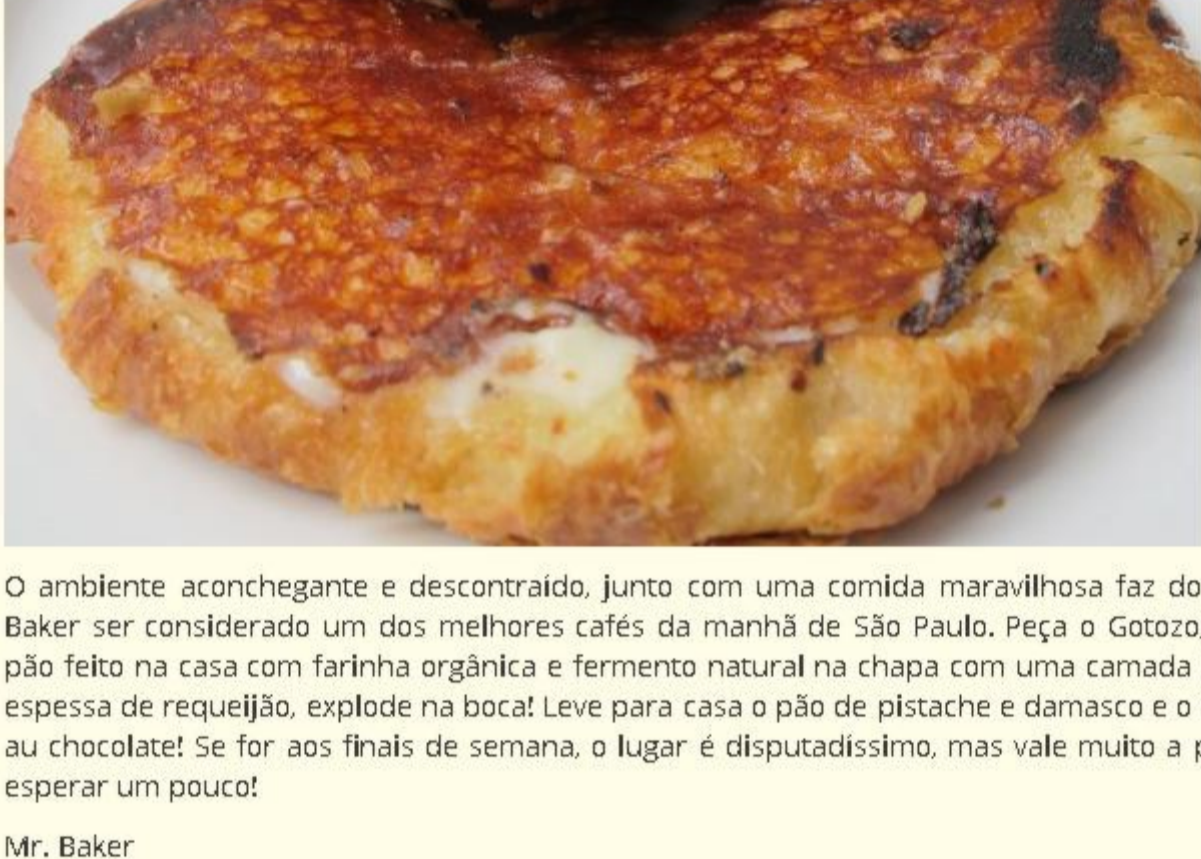 O ambiente aconchegante e descontraído, junto com uma comida maravilhosa faz do
Baker ser considerado um dos melhores cafés da manhã de São Paulo. Peça o Gotozo,
pão feito na casa com farinha orgânica e fermento natural na chapa com uma camada
espessa de requeijão, explode na boca! Leve para casa o pão de pistache e damasco e o
au chocolate! Se for aos finais de semana, o lugar é disputadíssimo, mas vale muito a
esperar um pouco!
Mr. Baker